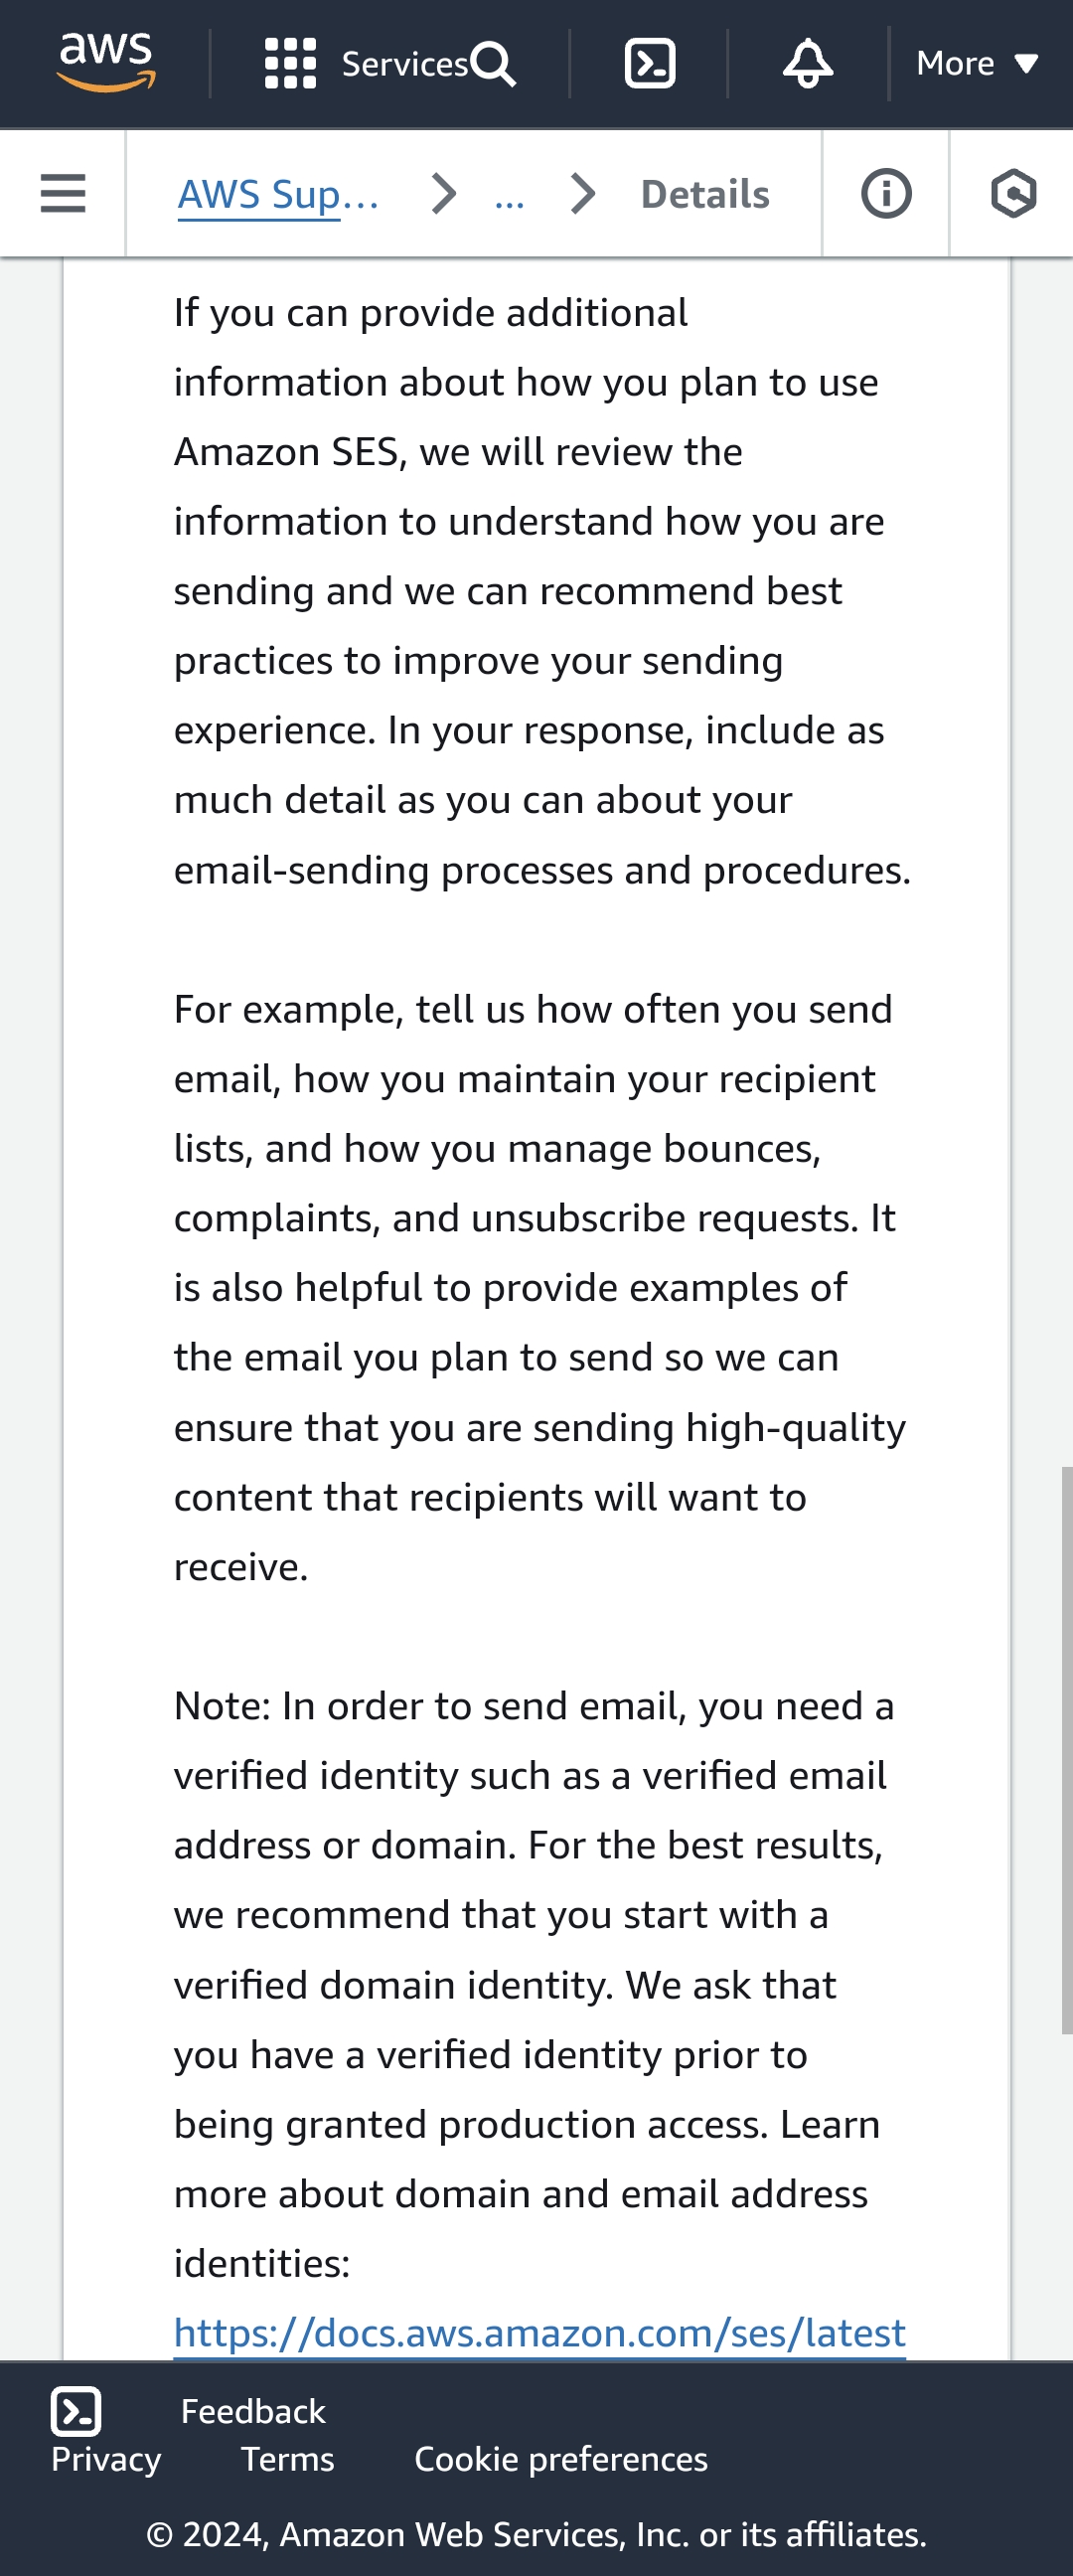 aws
Services
More
AWS Sup...
...
Details
If you can provide additional
information about how you plan to use
Amazon SES, we will review the
information to understand how you are
sending and we can recommend best
practices to improve your sending
experience. In your response, include as
much detail as you can about your
email-sending processes and procedures.
For example, tell us how often you send
email, how you maintain your recipient
lists, and how you manage bounces,
complaints, and unsubscribe requests. It
is also helpful to provide examples of
the email you plan to send so we can
ensure that you are sending high-quality
content that recipients will want to
receive.
Note: In order to send email, you need a
verified identity such as a verified email
address or domain. For the best results,
we recommend that you start with a
verified domain identity. We ask that
you have a verified identity prior to
being granted production access. Learn
more about domain and email address
identities:
https://docs.aws.amazon.com/ses/latest
Feedback
Privacy Terms Cookie preferences
© 2024, Amazon Web Services, Inc. or its affiliates.